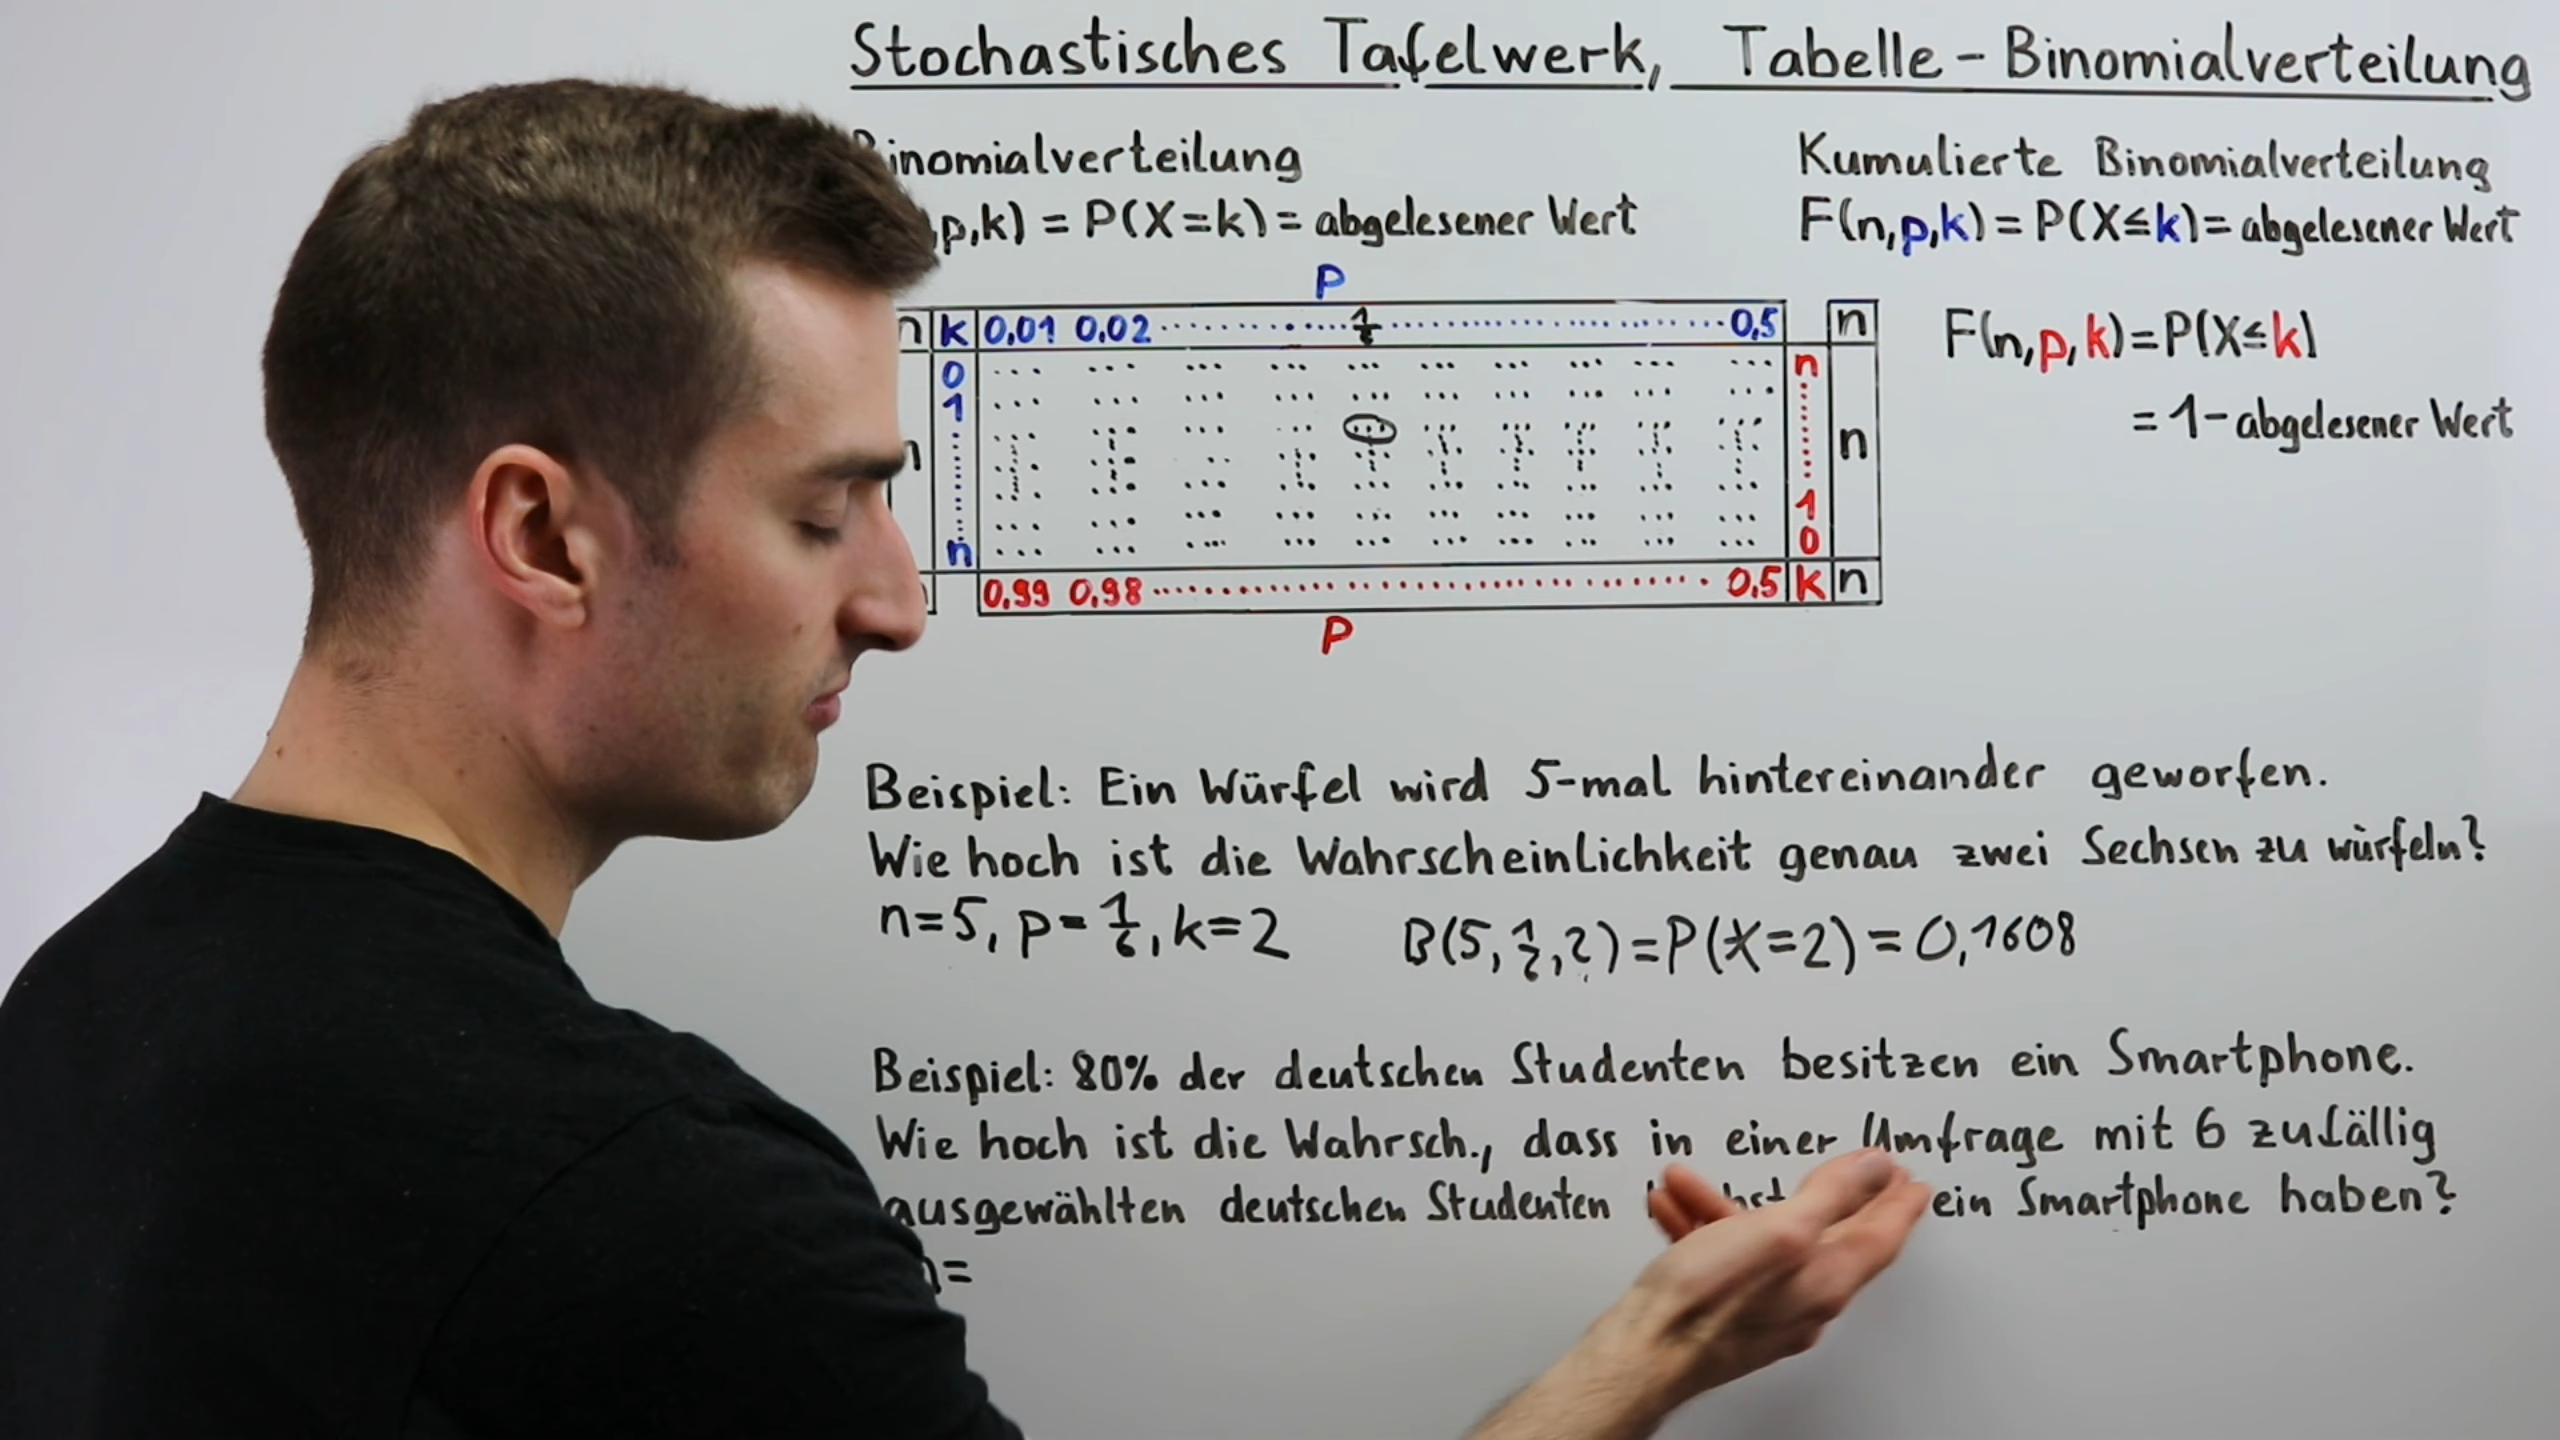 Stochastisches Tafelwerk, Tabelle - Binomialverteilung
Binomialverteilung
,p,k) = P(X=k) = abgelesener Wert
Kumulierte Binomialverteilung
F(n,p,k) = P(X≤k) = abgelesener Wert
P
n k 0,01 0,02 1/6 0,5 n
0 n
1
n n
1
n 0
0,99 0,98 0,5 k n
P
F(n,p,k) = P(X≤k)
= 1 - abgelesener Wert
Beispiel: Ein Würfel wird 5-mal hintereinander geworfen.
Wie hoch ist die Wahrscheinlichkeit genau zwei Sechsen zu würfeln?
n=5, p=1/6, k=2 B(5, 2) = P(X=2) = 0,1608
Beispiel: 80% der deutschen Studenten besitzen ein Smartphone.
Wie hoch ist die Wahrsch., dass in einer Umfrage mit 6 zufällig
ausgewählten deutschen Studenten ein Smartphone haben?
n=